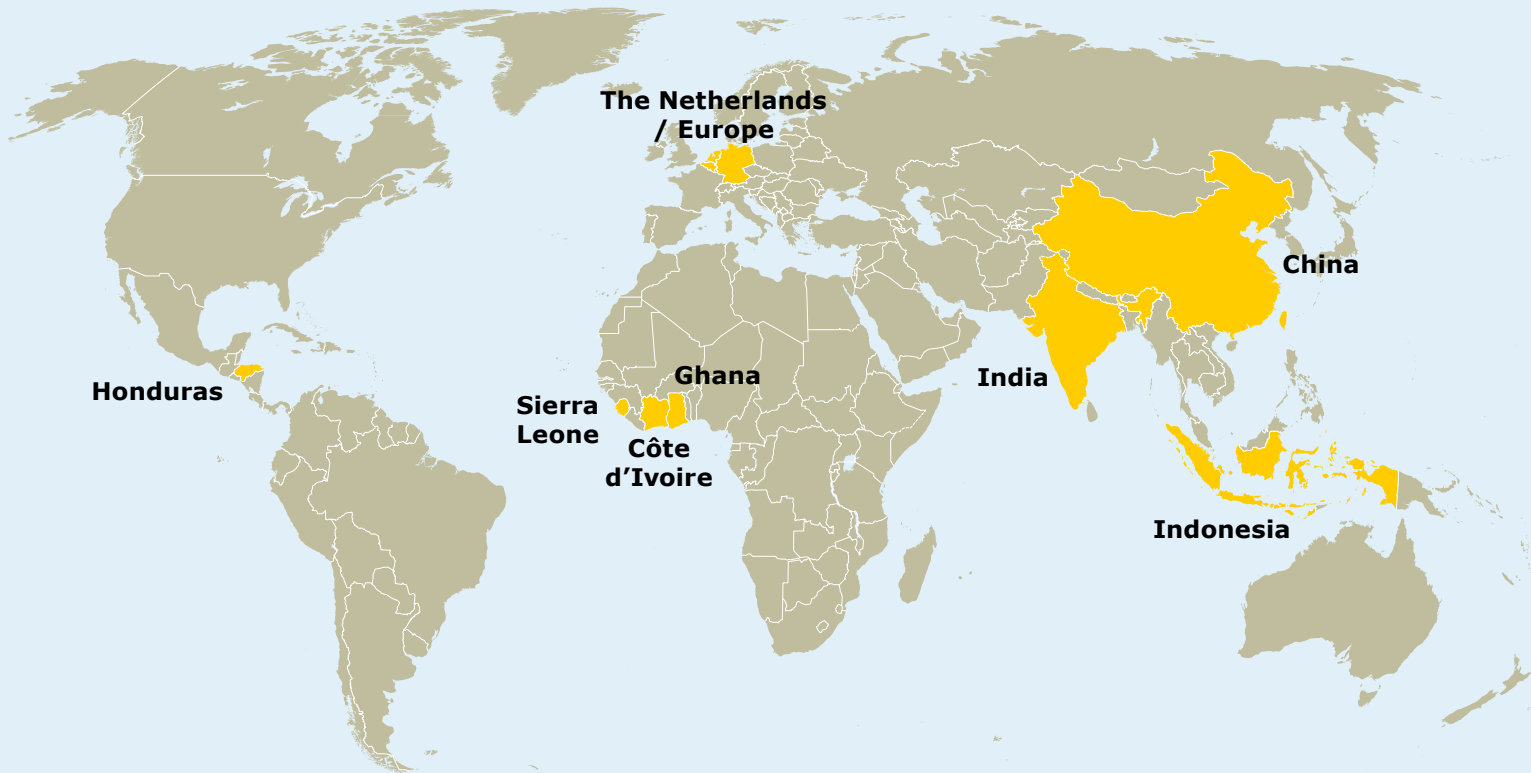 The Netherlands
/ Europe
China
Ghana
India
Honduras
Sierra
Leone
Côte
d’Ivoire
Indonesia